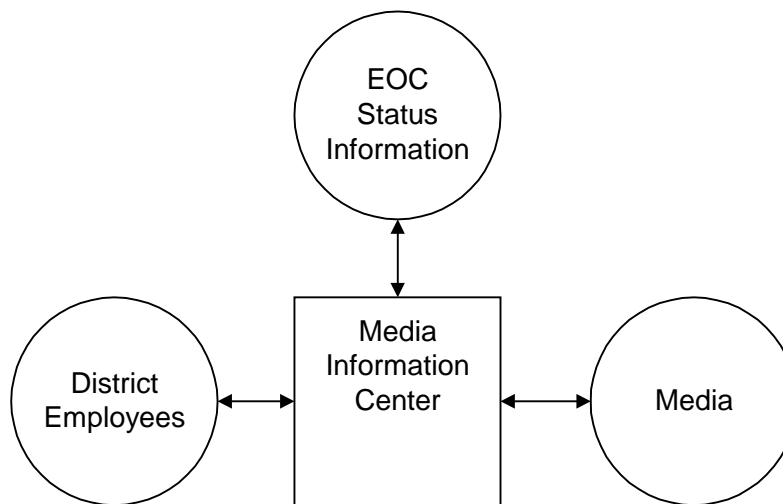 EOC
Status
Information
Media
Information
Center
District
Employees
Media